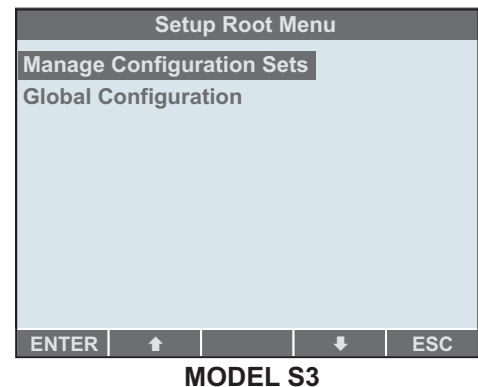 Setup Root Menu
Manage Configuration Sets
Global Configuration
ENTER ⬆ ⬇ ESC
MODEL S3